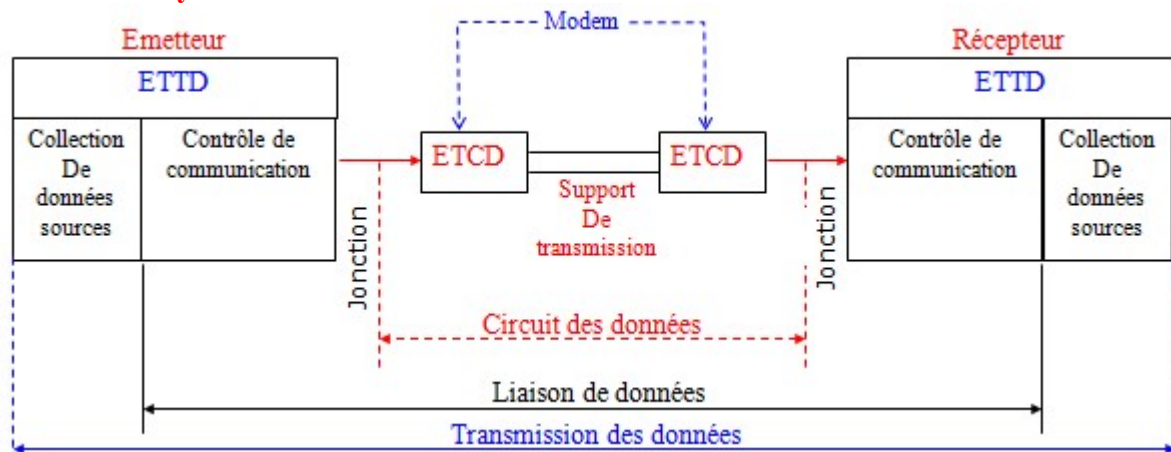 Modem
Emetteur
Récepteur
ETTD
ETTD
Collection
De
données
sources
Contrôle de
communication
Jonction
ETCD
ETCD
Support
De
transmission
Jonction
Contrôle de
communication
Collection
De
données
sources
Circuit des données
Liaison de données
Transmission des données